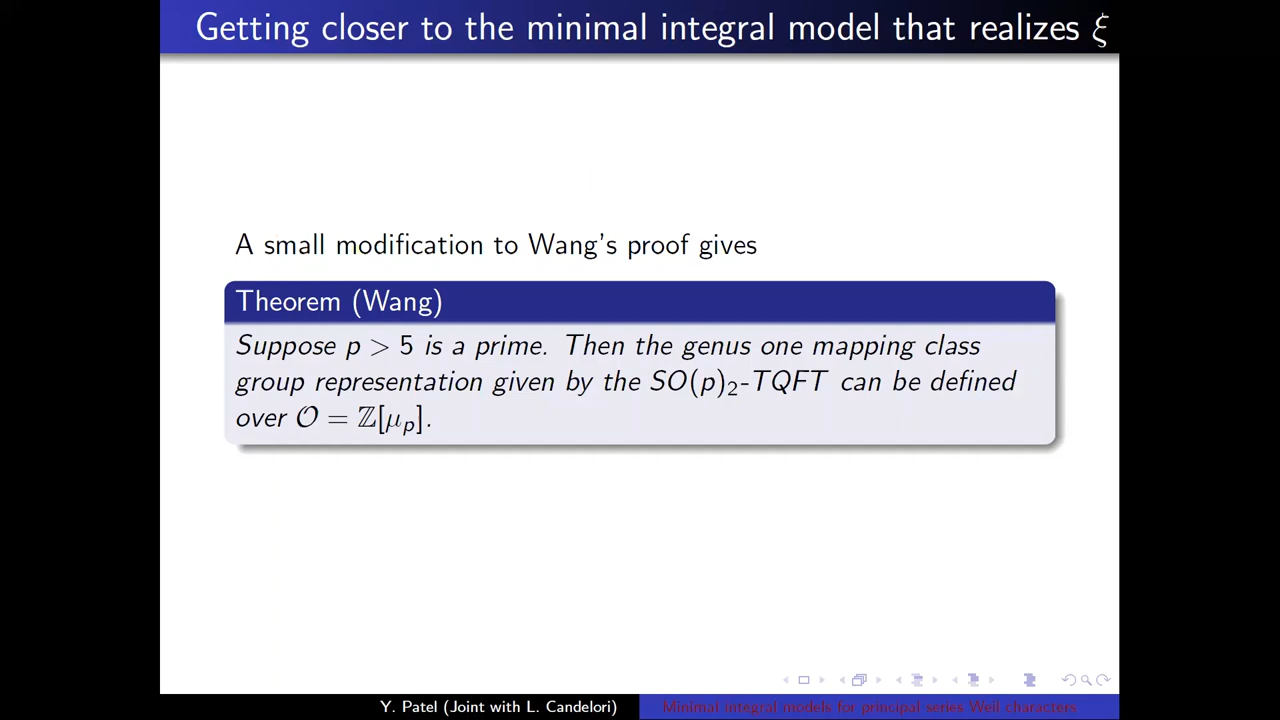 Getting closer to the minimal integral model that realizes ξ
A small modification to Wang's proof gives
Theorem (Wang)
Suppose p > 5 is a prime. Then the genus one mapping class
group representation given by the SO(p)₂-TQFT can be defined
over 𝒪 = ℤ[μₚ].
Y. Patel (Joint with L. Candelori)
Minimal integral models for principal series Weil characters